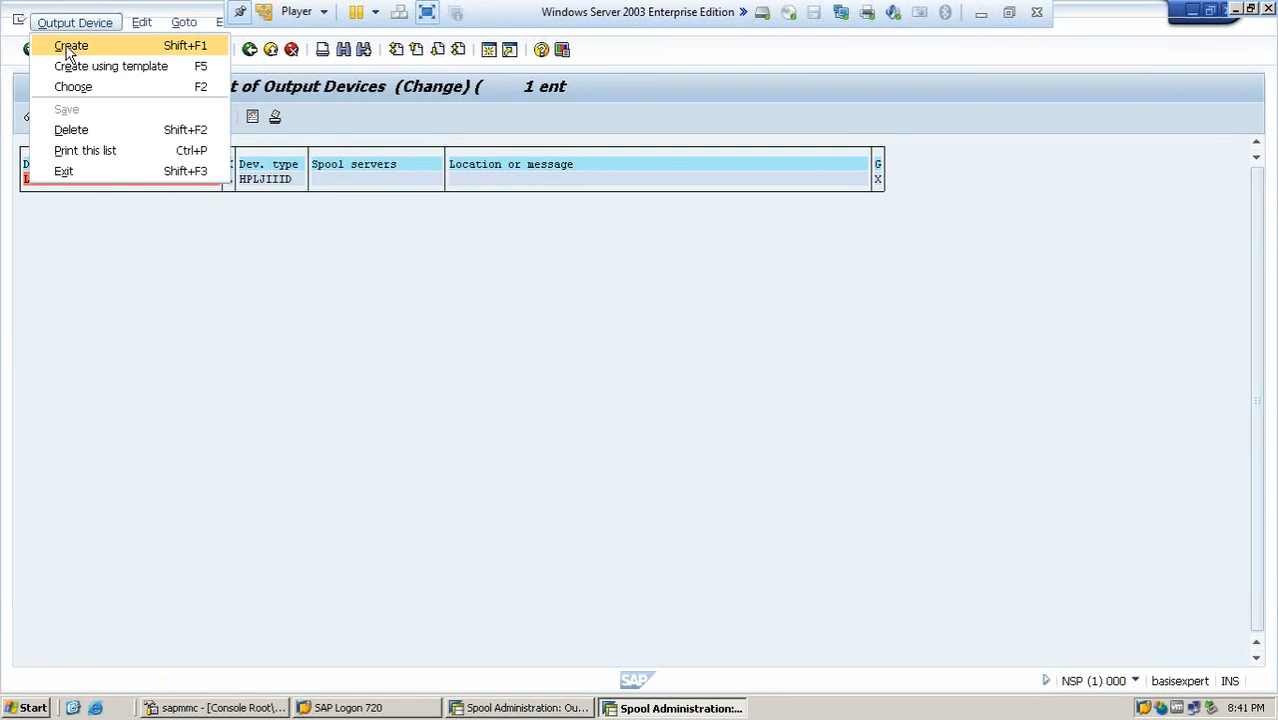 Output Device Edit Goto E Player Windows Server 2003 Enterprise Edition
Create Shift+F1
Create using template F5
Choose F2
Save
Delete Shift+F2
Print this list Ctrl+P
Exit Shift+F3
t of Output Devices (Change) ( 1 ent
Dev. type Spool servers Location or message G
HPLJIIID X
SAP
NSP (1) 000 basisexpert INS
Start sapmmc - [Console Root\... SAP Logon 720 Spool Administration: Ou... Spool Administration:... 8:41 PM